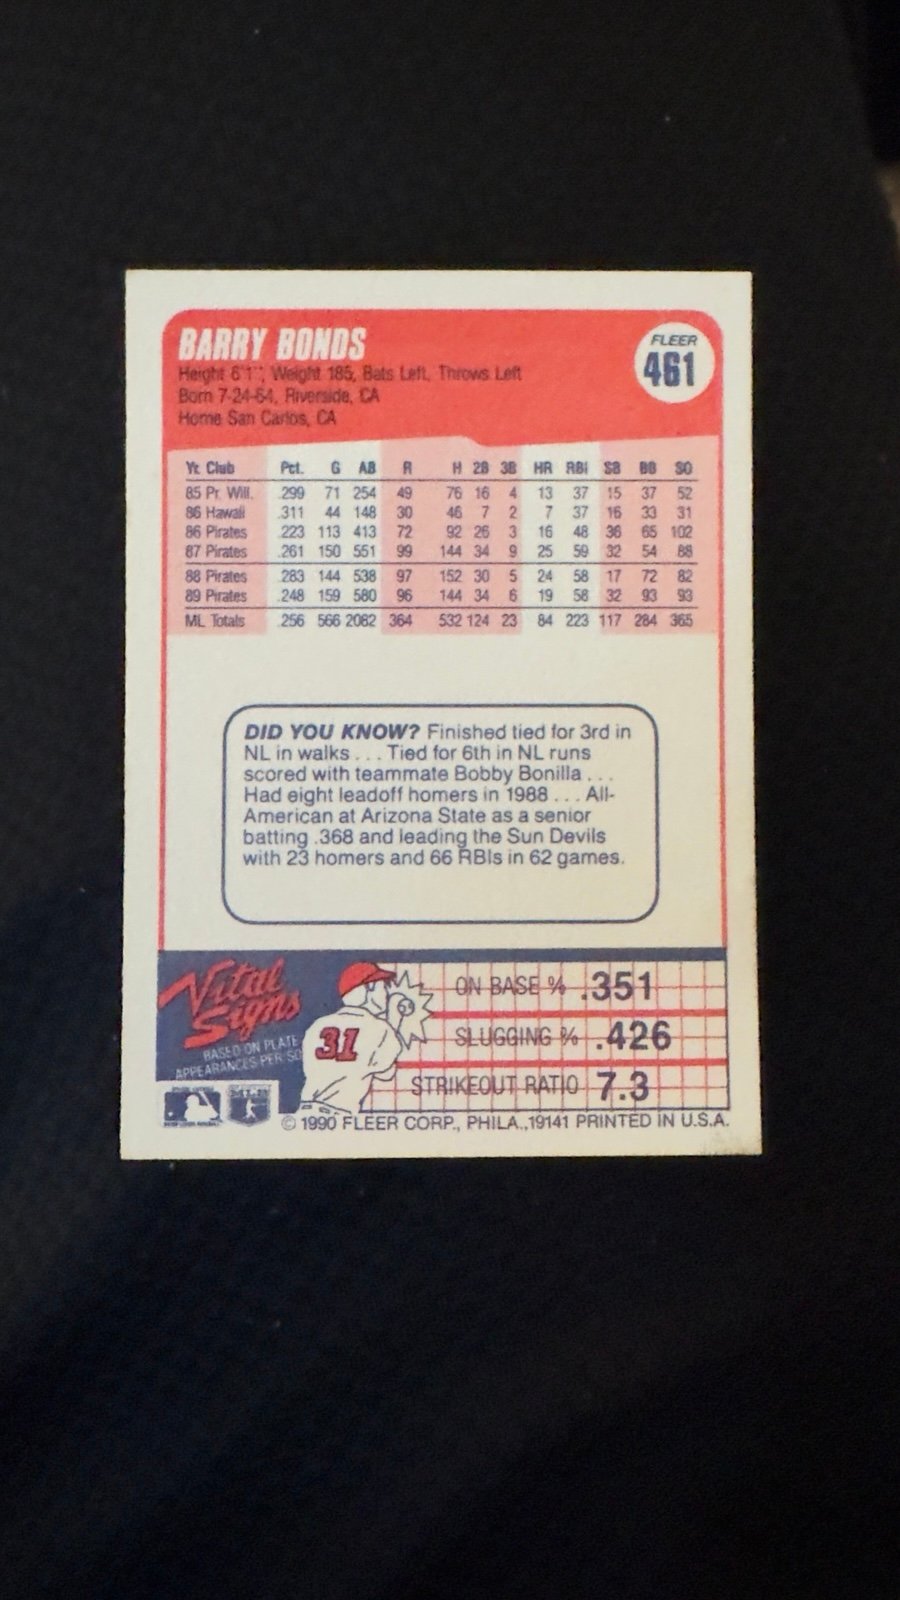 BARRY BONDS
FLEER
461
Height 6'1", Weight 185, Bats Left, Throws Left
Born 7-24-64, Riverside, CA
Home San Carlos, CA
Yr. Club Pct. G AB R H 2B 3B HR RBI SB BB SO
85 Pr. Will. .299 71 254 49 76 16 4 13 37 15 37 52
86 Hawaii .311 44 148 30 46 7 2 7 37 16 33 31
86 Pirates .223 113 413 72 92 26 3 16 48 36 65 102
87 Pirates .261 150 551 99 144 34 9 25 59 32 54 88
88 Pirates .283 144 538 97 152 30 5 24 58 17 72 82
89 Pirates .248 159 580 96 144 34 6 19 58 32 93 93
ML Totals .256 566 2082 364 532 124 23 84 223 117 284 365
DID YOU KNOW? Finished tied for 3rd in
NL in walks . . . Tied for 6th in NL runs
scored with teammate Bobby Bonilla . . .
Had eight leadoff homers in 1988 . . . All-
American at Arizona State as a senior
batting .368 and leading the Sun Devils
with 23 homers and 66 RBIs in 62 games.
Vital
Signs
BASED ON PLATE
APPEARANCES PER SO
31
ON BASE % .351
SLUGGING % .426
STRIKEOUT RATIO 7.3
© 1990 FLEER CORP., PHILA.,19141 PRINTED IN U.S.A.